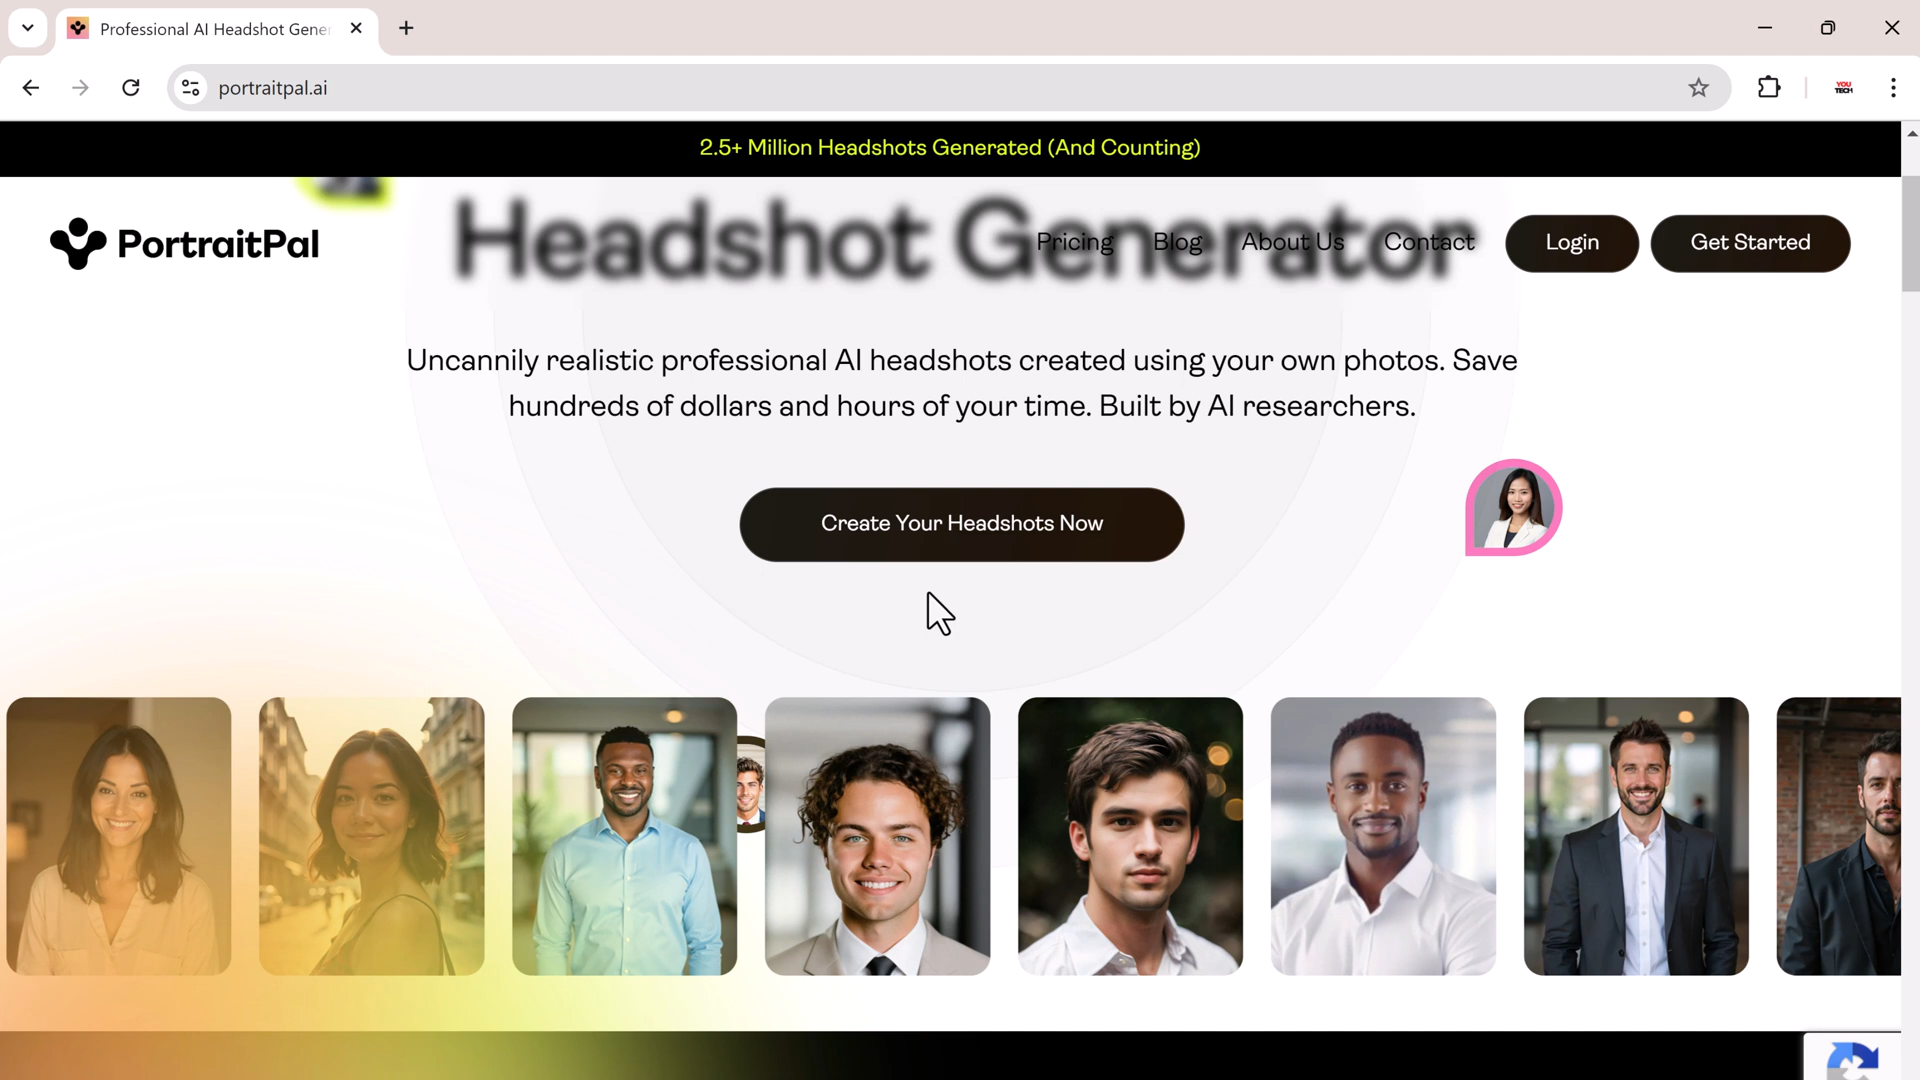 Professional AI Headshot Gene
portraitpal.ai
YOU
TECH
2.5+ Million Headshots Generated (And Counting)
PortraitPal
Headshot Generator
Pricing
Blog
About Us
Contact
Login
Get Started
Uncannily realistic professional AI headshots created using your own photos. Save
hundreds of dollars and hours of your time. Built by AI researchers.
Create Your Headshots Now